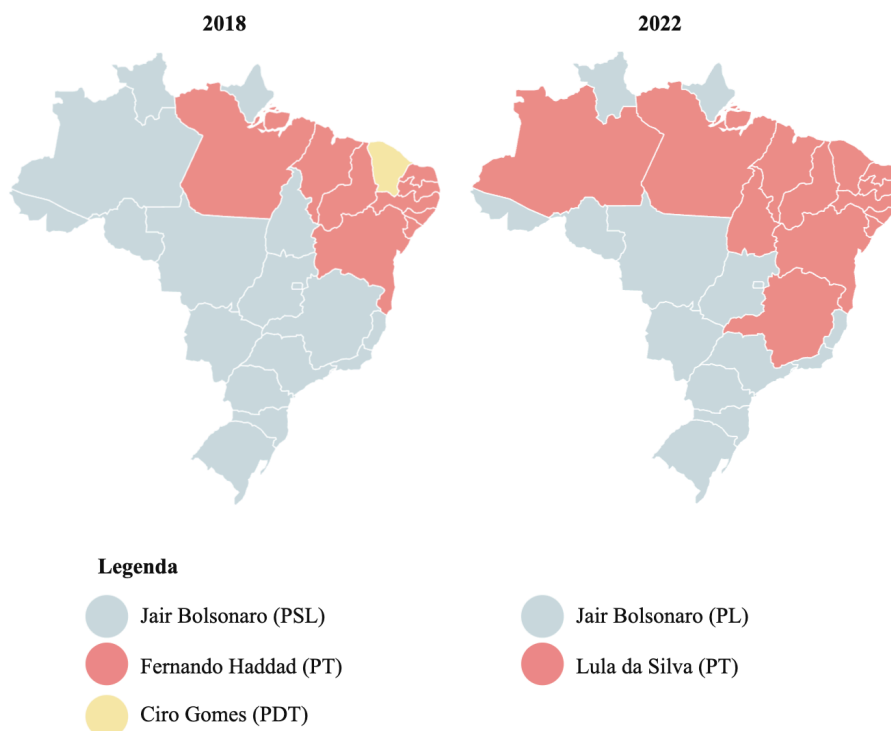 2018
2022
Legenda
Jair Bolsonaro (PSL)
Fernando Haddad (PT)
Ciro Gomes (PDT)
Jair Bolsonaro (PL)
Lula da Silva (PT)